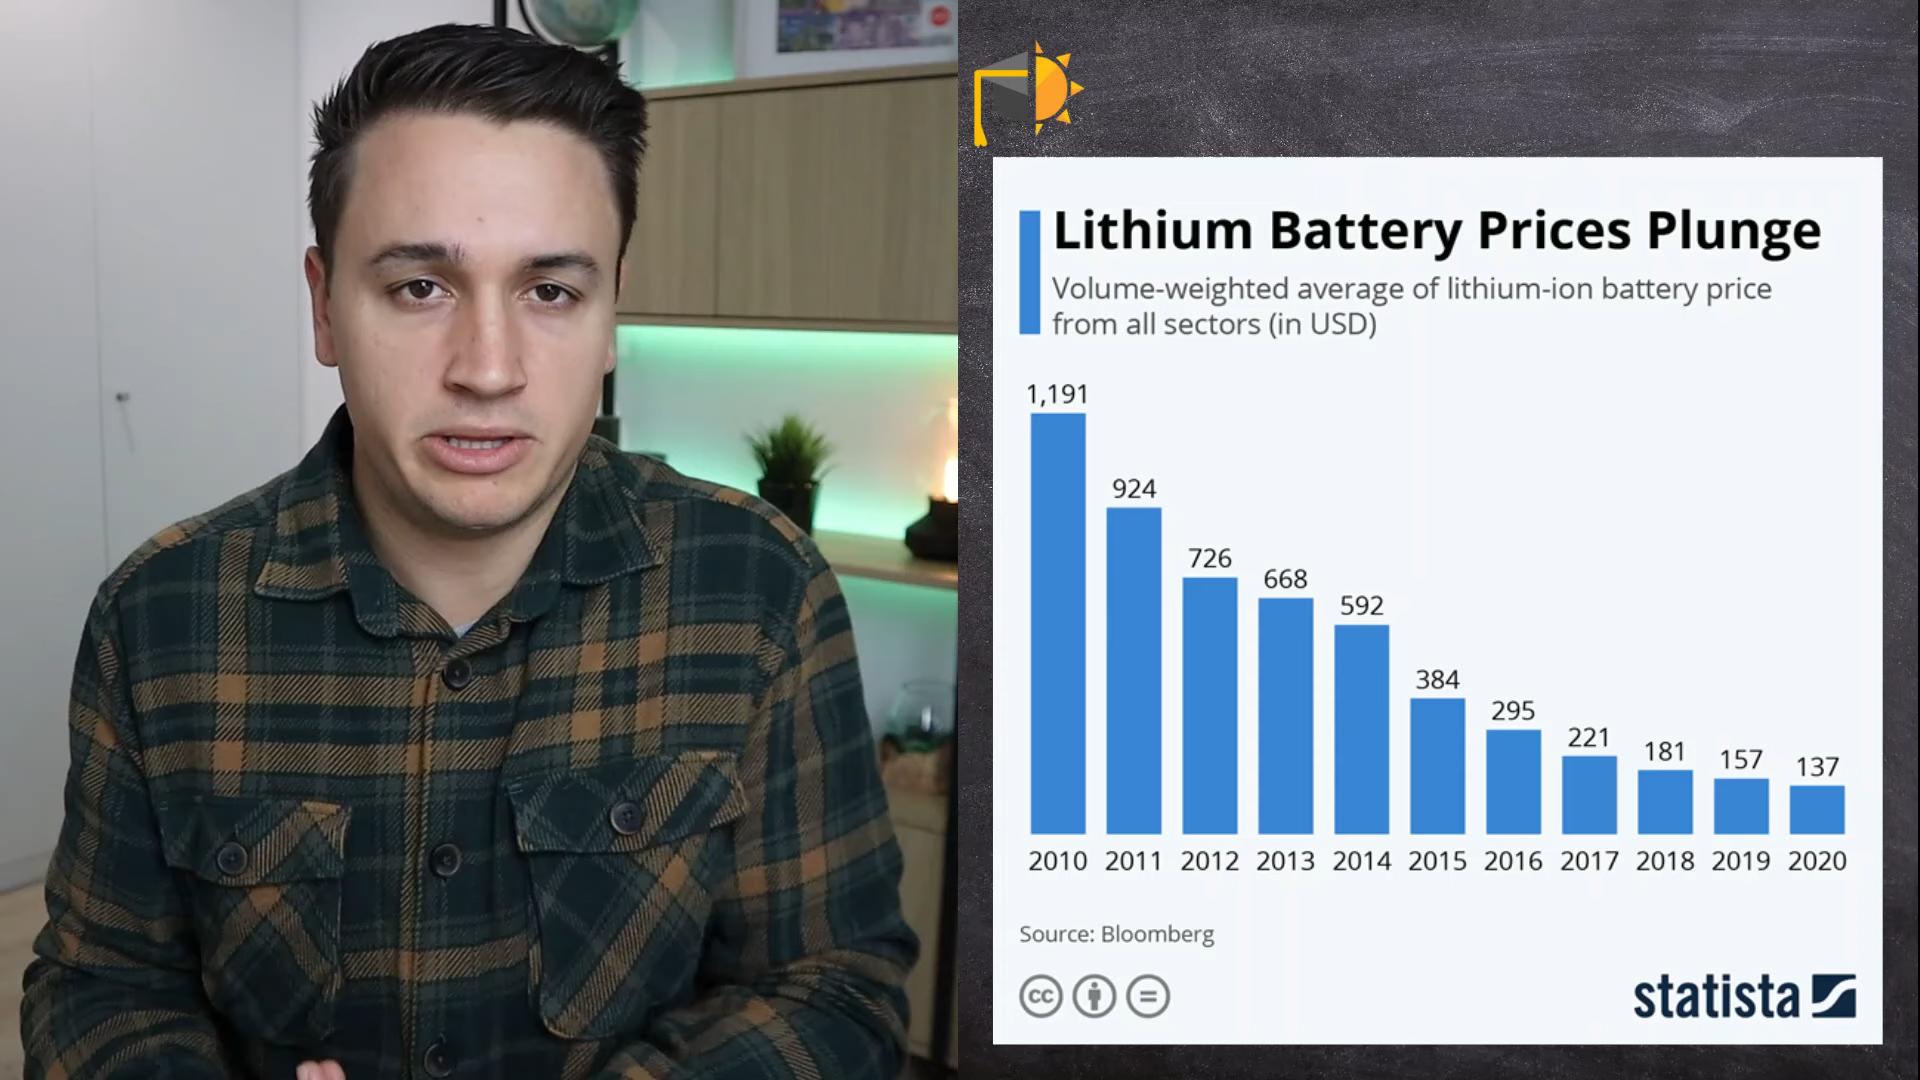 Lithium Battery Prices Plunge
Volume-weighted average of lithium-ion battery price
from all sectors (in USD)
1,191
924
726
668
592
384
295
221
181
157
137
2010 2011 2012 2013 2014 2015 2016 2017 2018 2019 2020
Source: Bloomberg
cc
statista